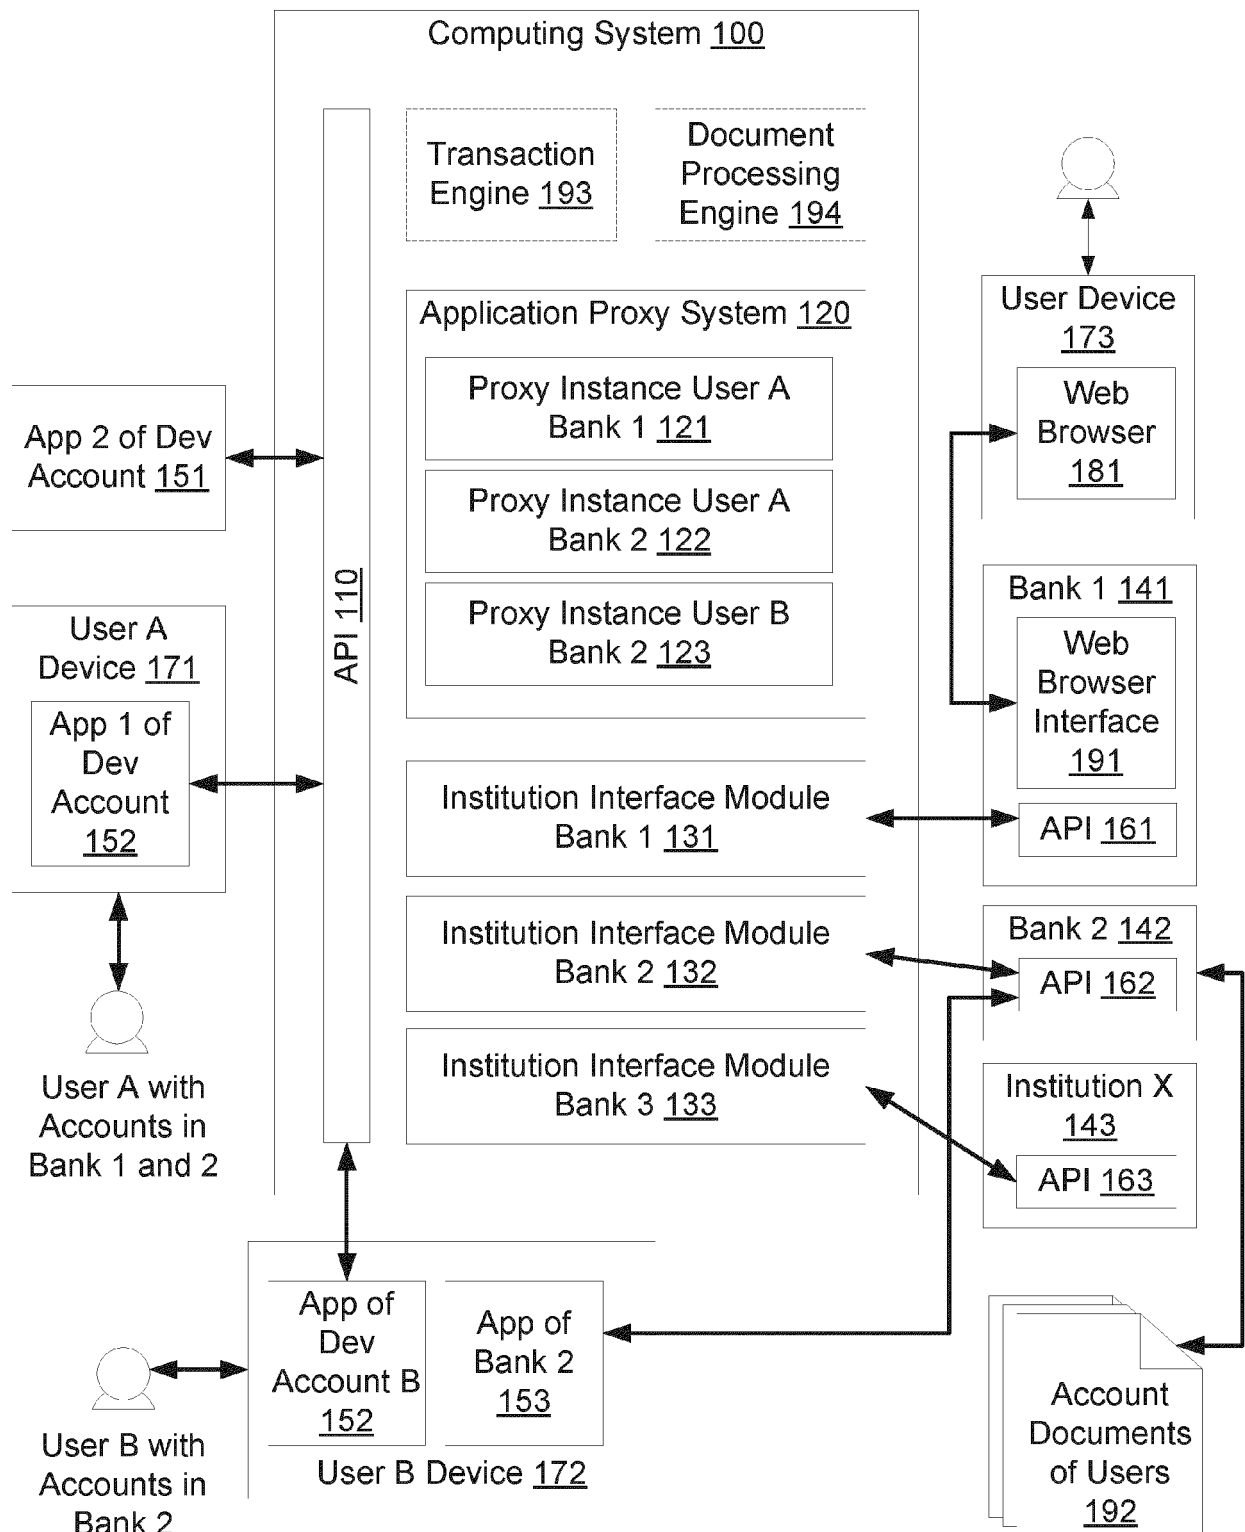 Computing System 100
Transaction
Engine 193
Document
Processing
Engine 194
Application Proxy System 120
Proxy Instance User A
Bank 1 121
Proxy Instance User A
Bank 2 122
Proxy Instance User B
Bank 2 123
API 110
App 2 of Dev
Account 151
User A
Device 171
App 1 of
Dev
Account
152
User A with
Accounts in
Bank 1 and 2
Institution Interface Module
Bank 1 131
Institution Interface Module
Bank 2 132
Institution Interface Module
Bank 3 133
User Device
173
Web
Browser
181
Bank 1 141
Web
Browser
Interface
191
API 161
Bank 2 142
API 162
Institution X
143
API 163
App of
Dev
Account B
152
App of
Bank 2
153
User B Device 172
User B with
Accounts in
Bank 2
Account
Documents
of Users
192